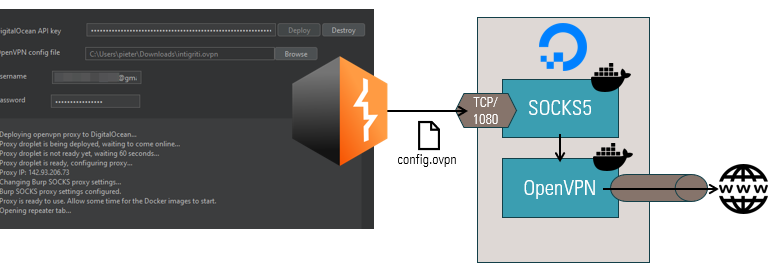 DigitalOcean API key
Deploy
Destroy
OpenVPN config file
C:\Users\pieter\Downloads\intigriti.ovpn
Browse
sername
@gm
assword
Deploying openvpn proxy to DigitalOcean...
Proxy droplet is being deployed, waiting to come online...
Proxy droplet is not ready yet, waiting 60 seconds...
Proxy droplet is ready, configuring proxy...
Proxy IP: 142.93.206.73
Changing Burp SOCKS proxy settings...
Burp SOCKS proxy settings configured.
Proxy is ready to use. Allow some time for the Docker images to start.
Opening repeater tab...
config.ovpn
TCP/
1080
SOCKS5
OpenVPN
WWW